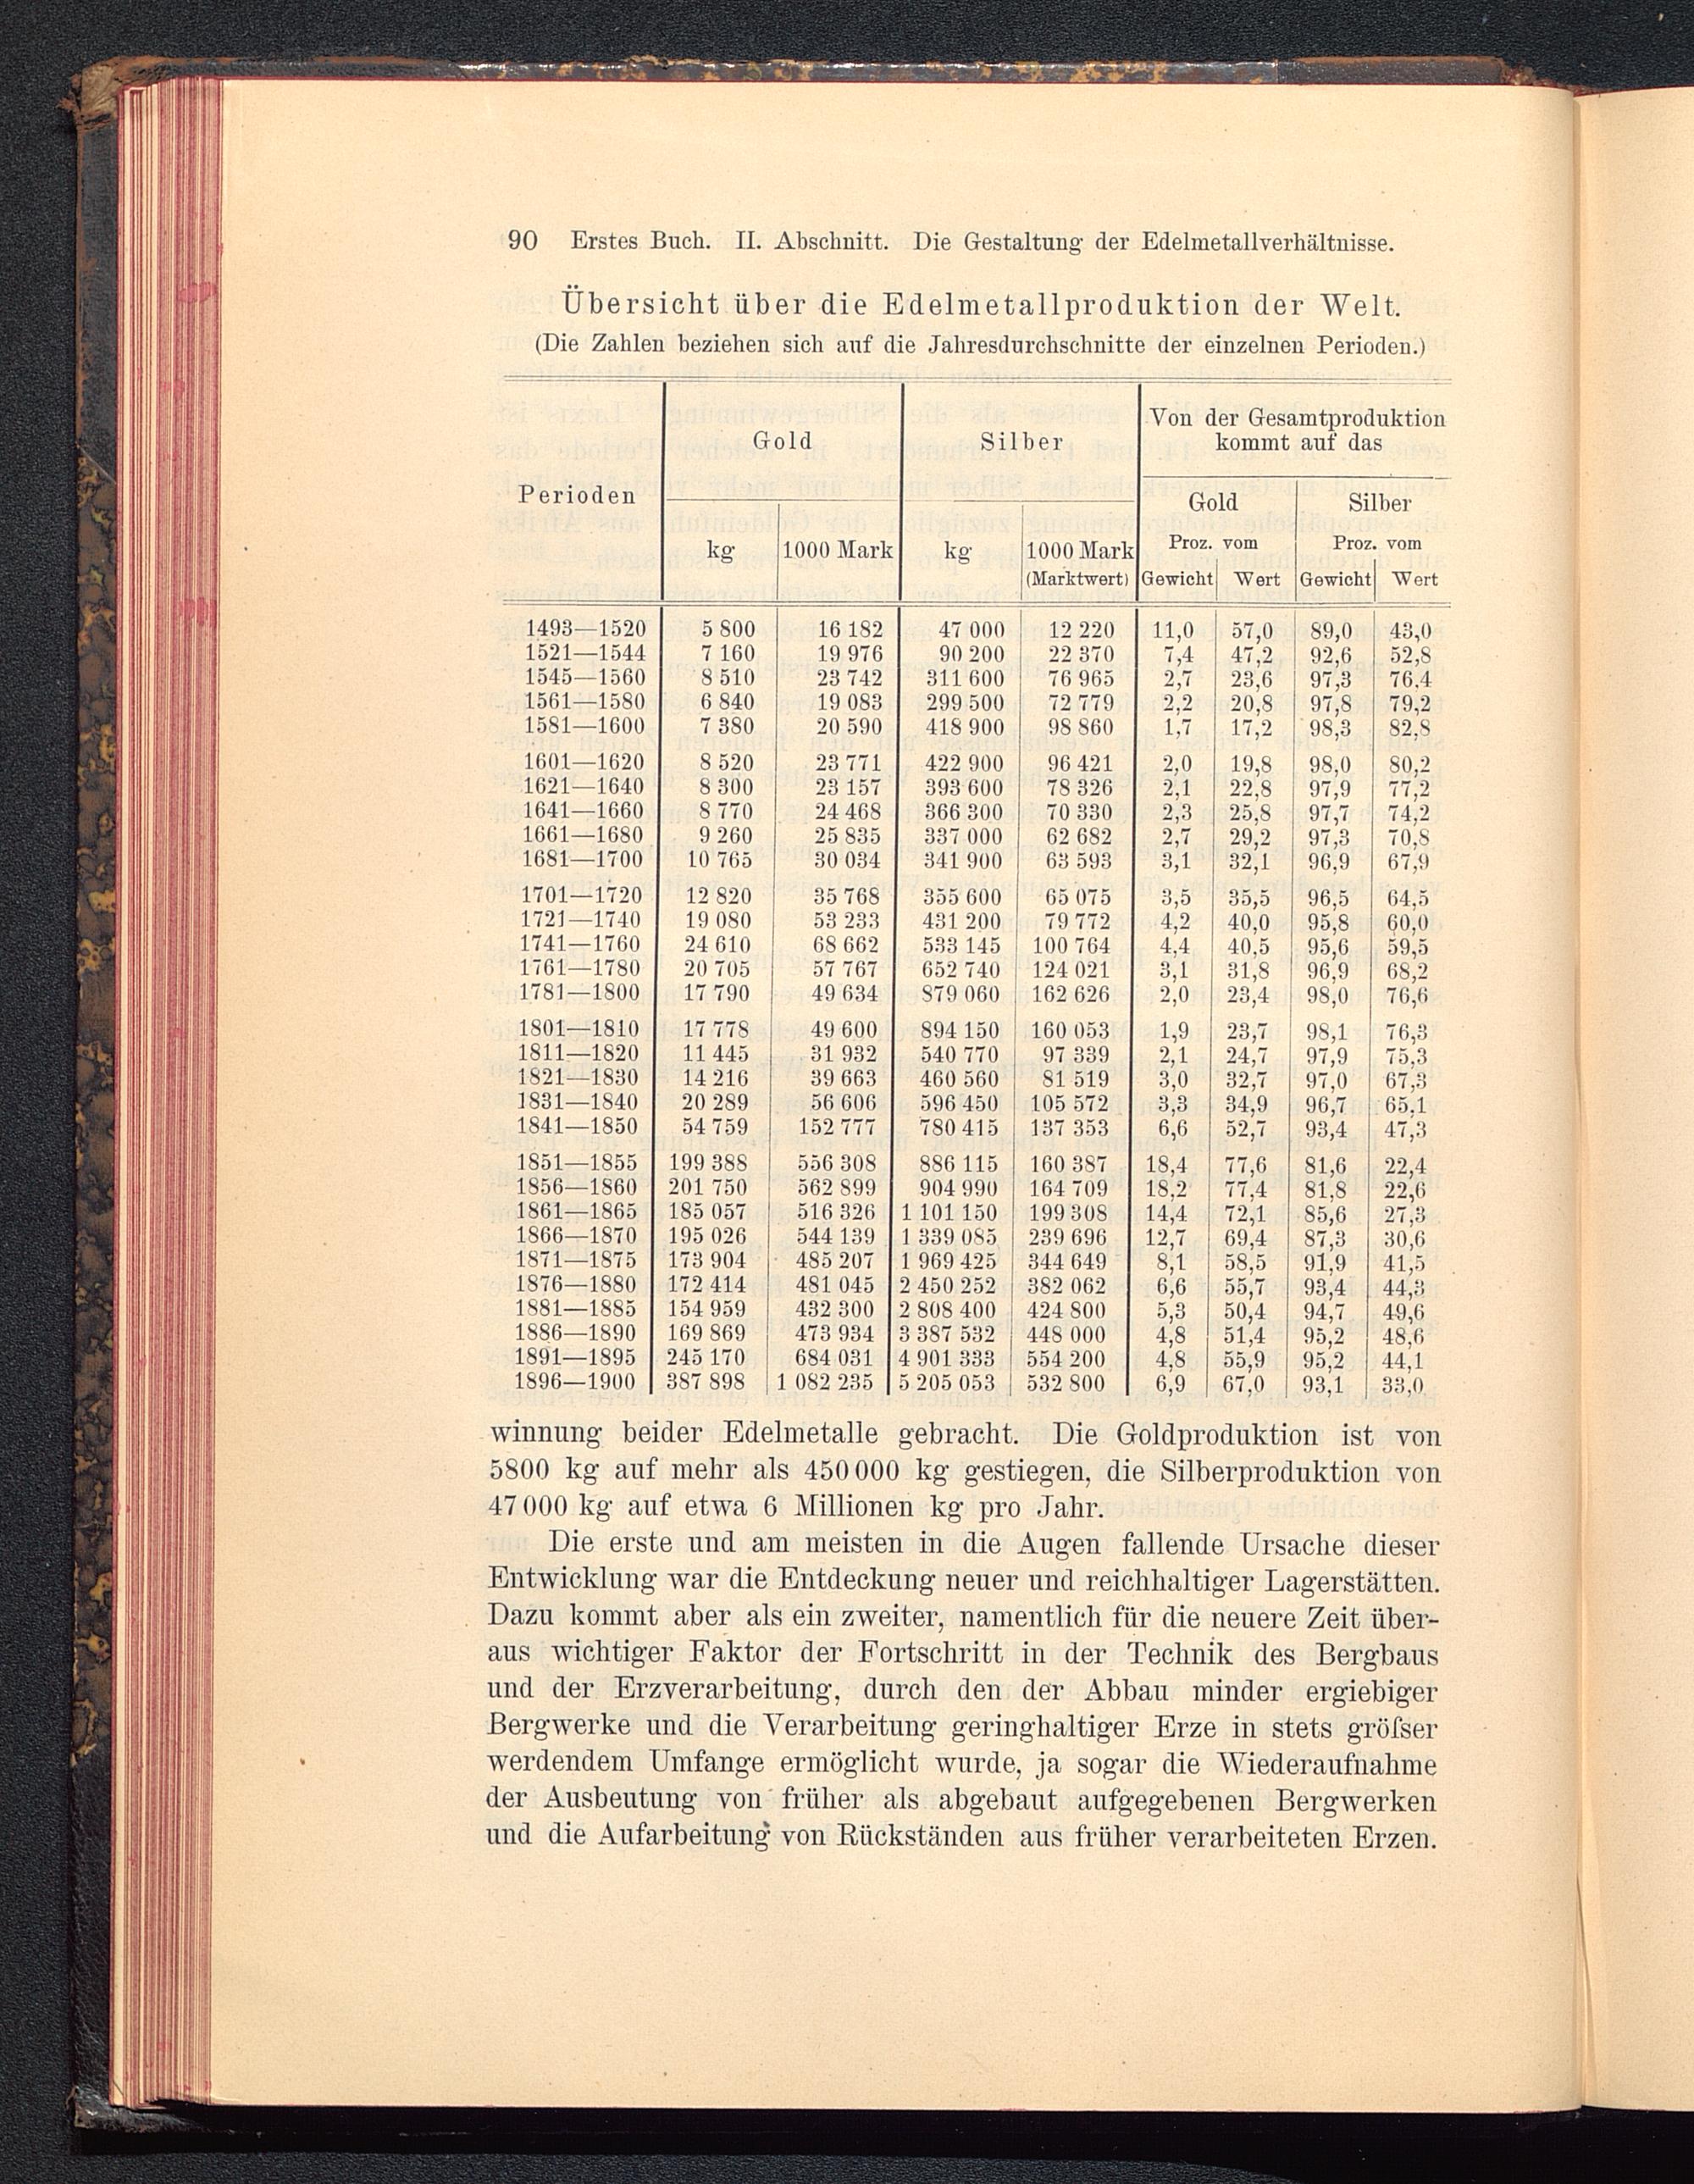 90 Erstes Buch. II. Abschnitt. Die Gestaltung der Edelmetallverhältnisse.
Übersicht über die Edelmetallproduktion der Welt.
(Die Zahlen beziehen sich auf die Jahresdurchschnitte der einzelnen Perioden.)
Perioden Gold Silber Von der Gesamtproduktion
kommt auf das
Gold Silber
kg 1000 Mark kg 1000 Mark Proz. vom Proz. vom
(Marktwert) Gewicht Wert Gewicht Wert
1493—1520 5 800 16 182 47 000 12 220 11,0 57,0 89,0 43,0
1521—1544 7 160 19 976 90 200 22 370 7,4 47,2 92,6 52,8
1545—1560 8 510 23 742 311 600 76 965 2,7 23,6 97,3 76,4
1561—1580 6 840 19 083 299 500 72 779 2,2 20,8 97,8 79,2
1581—1600 7 380 20 590 418 900 98 860 1,7 17,2 98,3 82,8
1601—1620 8 520 23 771 422 900 96 421 2,0 19,8 98,0 80,2
1621—1640 8 300 23 157 393 600 78 326 2,1 22,8 97,9 77,2
1641—1660 8 770 24 468 366 300 70 330 2,3 25,8 97,7 74,2
1661—1680 9 260 25 835 337 000 62 682 2,7 29,2 97,3 70,8
1681—1700 10 765 30 034 341 900 63 593 3,1 32,1 96,9 67,9
1701—1720 12 820 35 768 355 600 65 075 3,5 35,5 96,5 64,5
1721—1740 19 080 53 233 431 200 79 772 4,2 40,0 95,8 60,0
1741—1760 24 610 68 662 533 145 100 764 4,4 40,5 95,6 59,5
1761—1780 20 705 57 767 652 740 124 021 3,1 31,8 96,9 68,2
1781—1800 17 790 49 634 879 060 162 626 2,0 23,4 98,0 76,6
1801—1810 17 778 49 600 894 150 160 053 1,9 23,7 98,1 76,3
1811—1820 11 445 31 932 540 770 97 339 2,1 24,7 97,9 75,3
1821—1830 14 216 39 663 460 560 81 519 3,0 32,7 97,0 67,3
1831—1840 20 289 56 606 596 450 105 572 3,3 34,9 96,7 65,1
1841—1850 54 759 152 777 780 415 137 353 6,6 52,7 93,4 47,3
1851—1855 199 388 556 308 886 115 160 387 18,4 77,6 81,6 22,4
1856—1860 201 750 562 899 904 990 164 709 18,2 77,4 81,8 22,6
1861—1865 185 057 516 326 1 101 150 199 308 14,4 72,1 85,6 27,3
1866—1870 195 026 544 139 1 339 085 239 696 12,7 69,4 87,3 30,6
1871—1875 173 904 485 207 1 969 425 344 649 8,1 58,5 91,9 41,5
1876—1880 172 414 481 045 2 450 252 382 062 6,6 55,7 93,4 44,3
1881—1885 154 959 432 300 2 808 400 424 800 5,3 50,4 94,7 49,6
1886—1890 169 869 473 934 3 387 532 448 000 4,8 51,4 95,2 48,6
1891—1895 245 170 684 031 4 901 333 554 200 4,8 55,9 95,2 44,1
1896—1900 387 898 1 082 235 5 205 053 532 800 6,9 67,0 93,1 33,0
winnung beider Edelmetalle gebracht. Die Goldproduktion ist von
5800 kg auf mehr als 450 000 kg gestiegen, die Silberproduktion von
47 000 kg auf etwa 6 Millionen kg pro Jahr.
Die erste und am meisten in die Augen fallende Ursache dieser
Entwicklung war die Entdeckung neuer und reichhaltiger Lagerstätten.
Dazu kommt aber als ein zweiter, namentlich für die neuere Zeit über-
aus wichtiger Faktor der Fortschritt in der Technik des Bergbaus
und der Erzverarbeitung, durch den der Abbau minder ergiebiger
Bergwerke und die Verarbeitung geringhaltiger Erze in stets gröſser
werdendem Umfange ermöglicht wurde, ja sogar die Wiederaufnahme
der Ausbeutung von früher als abgebaut aufgegebenen Bergwerken
und die Aufarbeitung von Rückständen aus früher verarbeiteten Erzen.